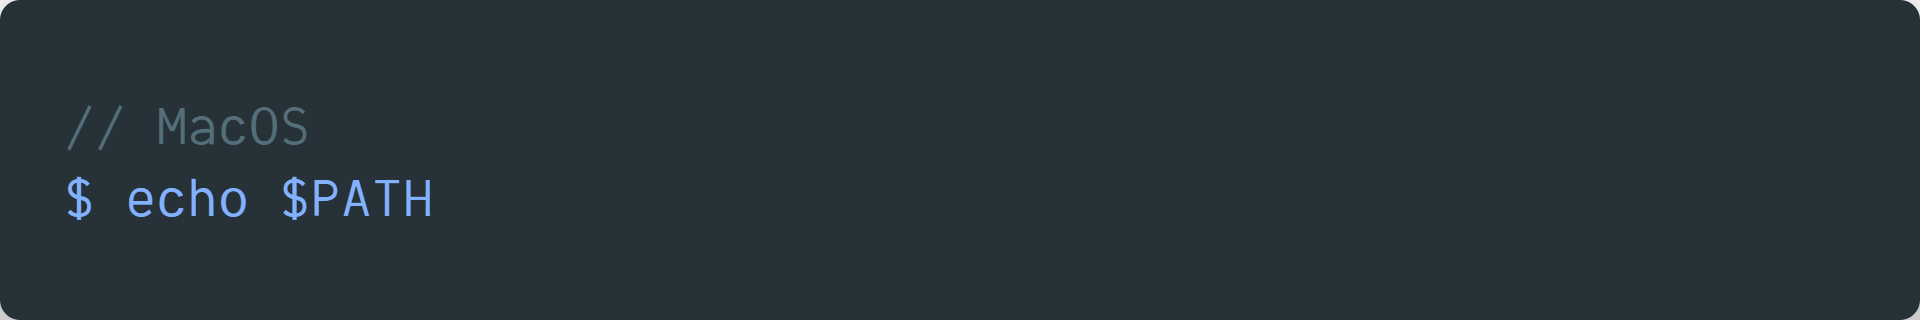 // MacOS
$ echo $PATH